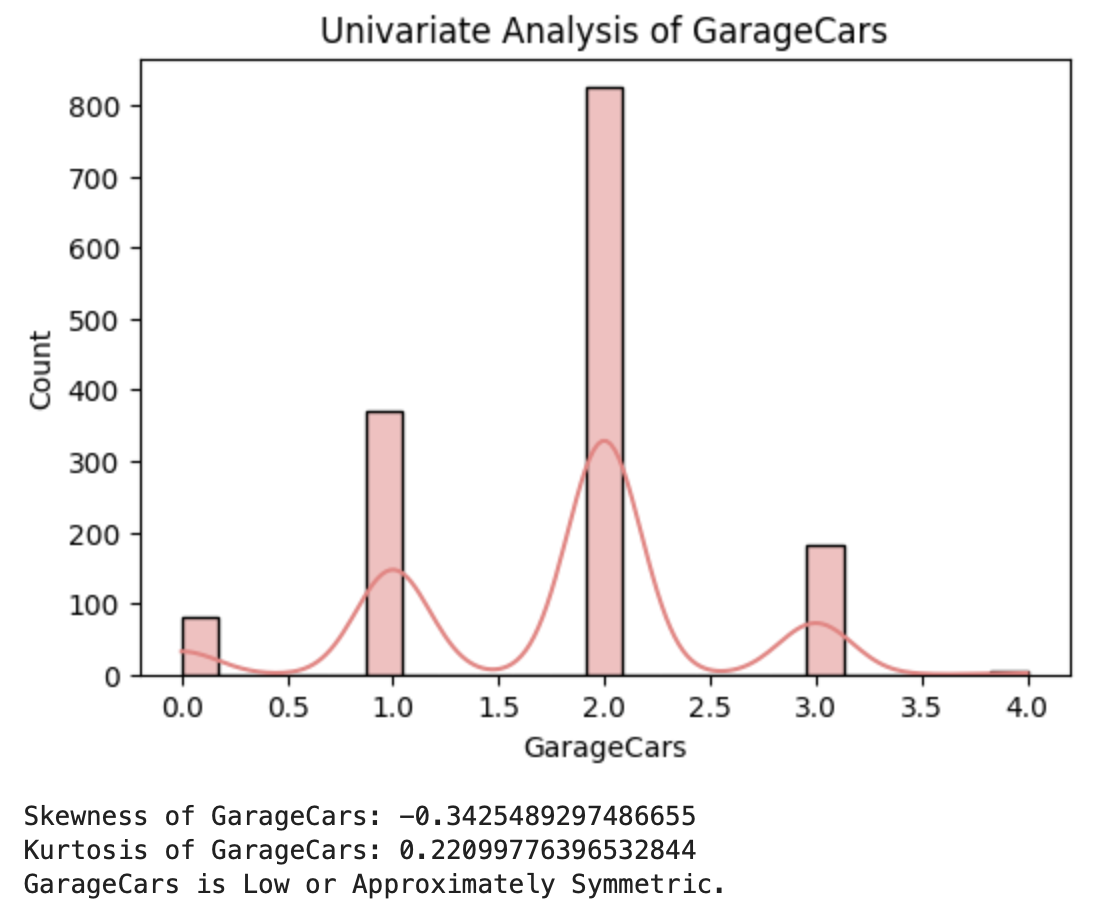 Univariate Analysis of GarageCars
800
700
600
500
400
300
200
100
0
Count
0.0 0.5 1.0 1.5 2.0 2.5 3.0 3.5 4.0
GarageCars
Skewness of GarageCars: -0.3425489297486655
Kurtosis of GarageCars: 0.22099776396532844
GarageCars is Low or Approximately Symmetric.